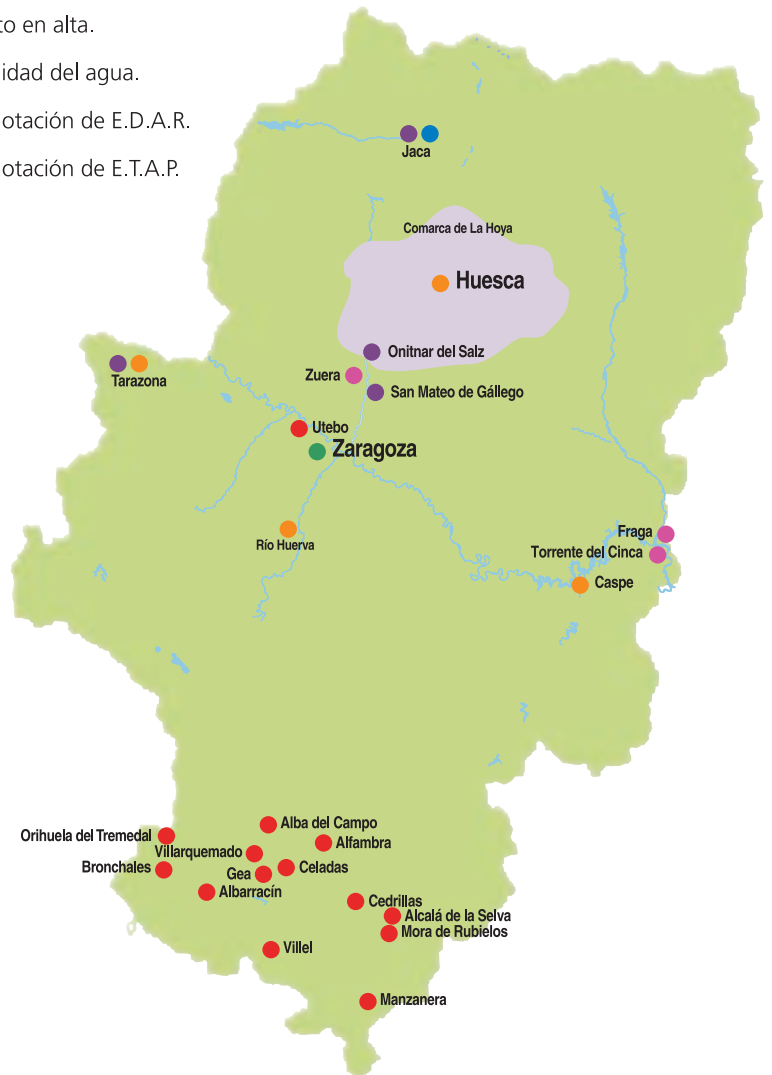 to en alta.
idad del agua.
otación de E.D.A.R.
otación de E.T.A.P.
Jaca
Comarca de La Hoya
Huesca
Onitnar del Salz
Zuera
Tarazona
San Mateo de Gállego
Utebo
Zaragoza
Río Huerva
Fraga
Torrente del Cinca
Caspe
Alba del Campo
Orihuela del Tremedal
Alfambra
Villarquemado
Bronchales
Gea
Celadas
Albarracín
Cedrillas
Alcalá de la Selva
Mora de Rubielos
Villel
Manzanera